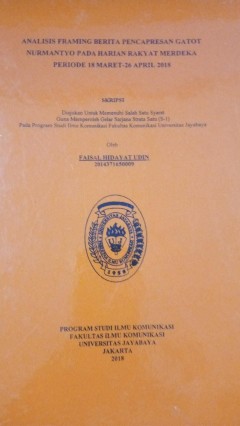 ANALISIS FRAMING BERITA PENCAPRESAN GATOT
NURMANTYO PADA HARIAN RAKYAT MERDEKA
PERIODE 18 MARET-26 APRIL 2018
SKRIPSI
Diajukan Untuk Memenuhi Salah Satu Syarat
Guna Memperoleh Gelar Sarjana Strata Satu (S-1)
Pada Program Studi Ilmu Komunikasi Fakultas Komunikasi Universitas Jayabaya
Oleh
FAISAL HIDAYAT UDIN
PROGRAM STUDI ILMU KOMUNIKASI
FAKULTAS ILMU KOMUNIKASI
UNIVERSITAS JAYABAYA
JAKARTA
2018